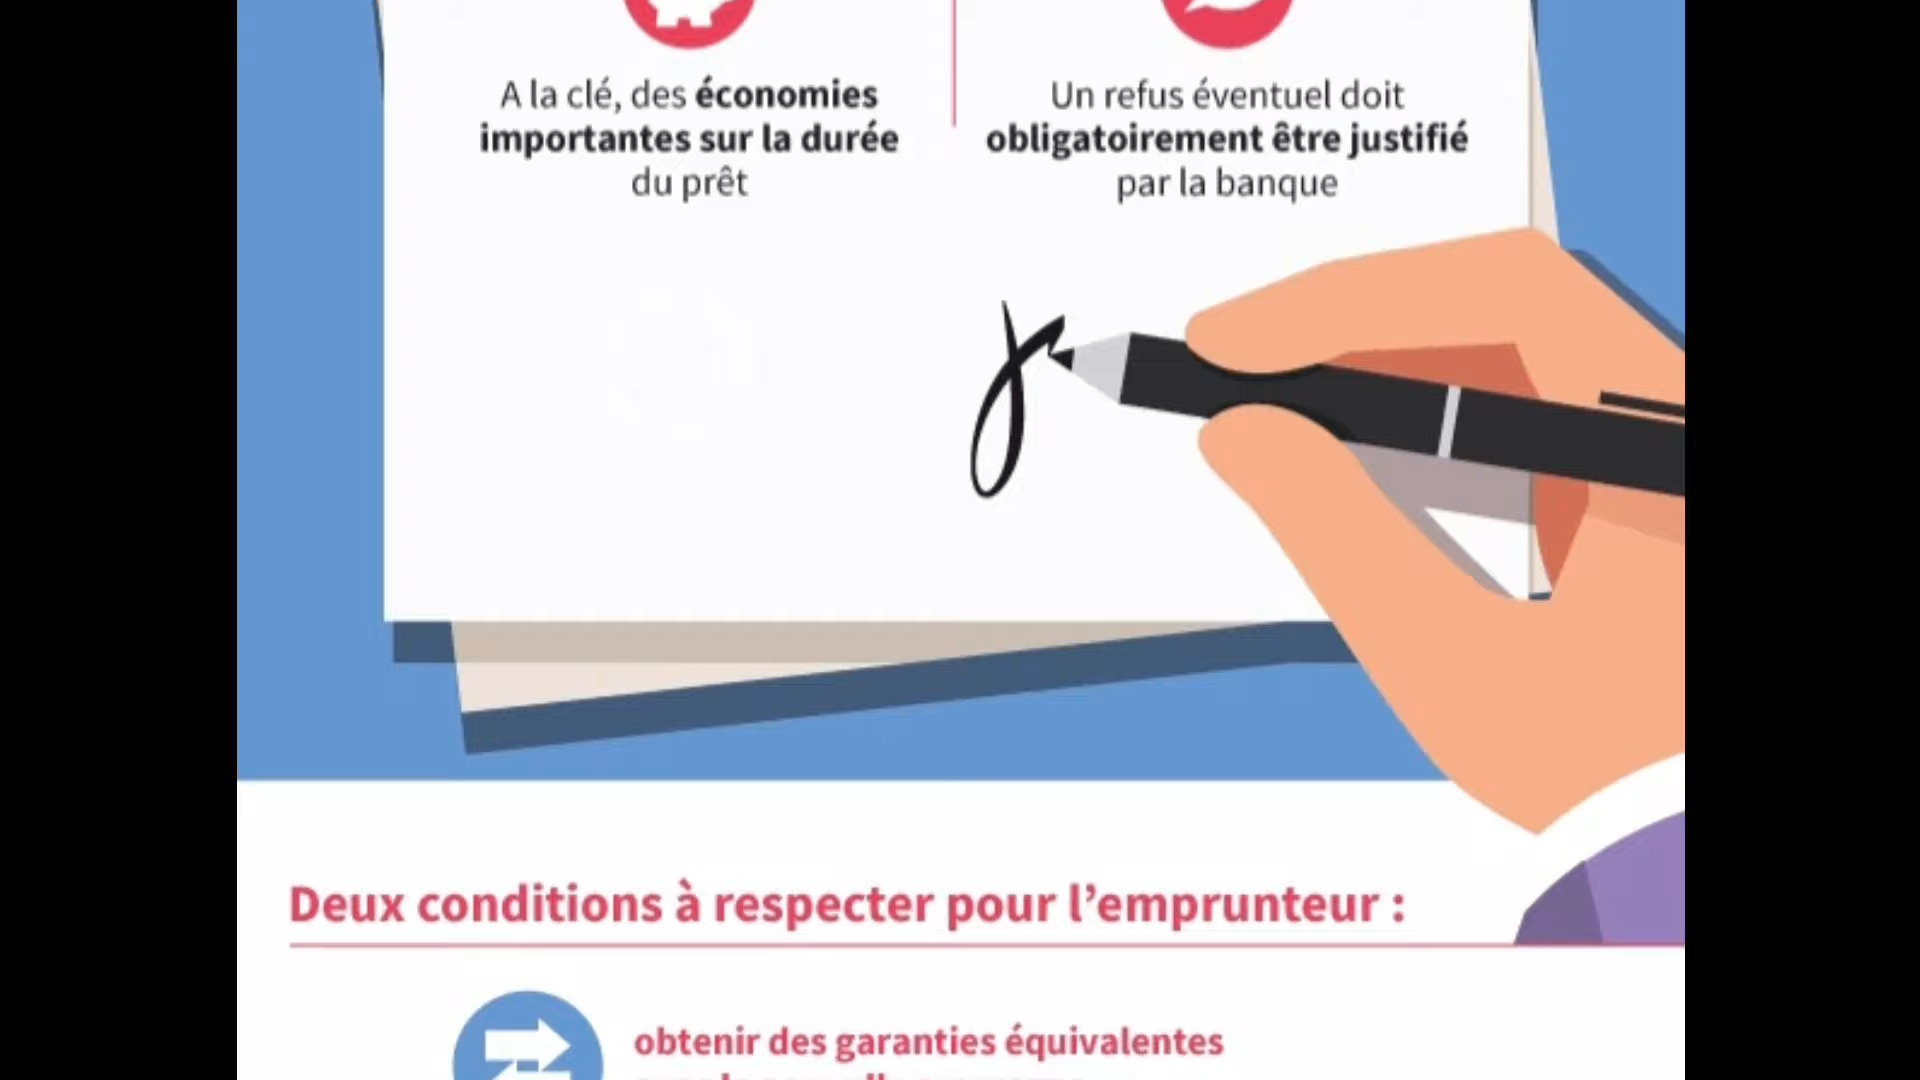 A la clé, des économies
importantes sur la durée
du prêt
Un refus éventuel doit
obligatoirement être justifié
par la banque
Deux conditions à respecter pour l’emprunteur :
obtenir des garanties équivalentes